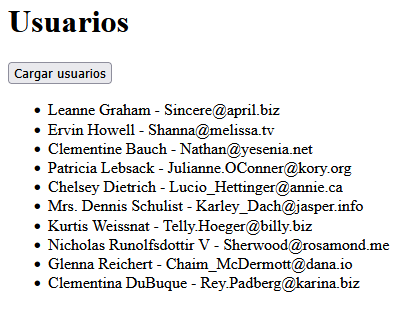 Usuarios
Cargar usuarios
Leanne Graham - Sincere@april.biz
Ervin Howell - Shanna@melissa.tv
Clementine Bauch - Nathan@yesenia.net
Patricia Lebsack - Julianne.OConner@kory.org
Chelsey Dietrich - Lucio_Hettinger@annie.ca
Mrs. Dennis Schulist - Karley_Dach@jasper.info
Kurtis Weissnat - Telly.Hoeger@billy.biz
Nicholas Runolfsdottir V - Sherwood@rosamond.me
Glenna Reichert - Chaim_McDermott@dana.io
Clementina DuBuque - Rey.Padberg@karina.biz